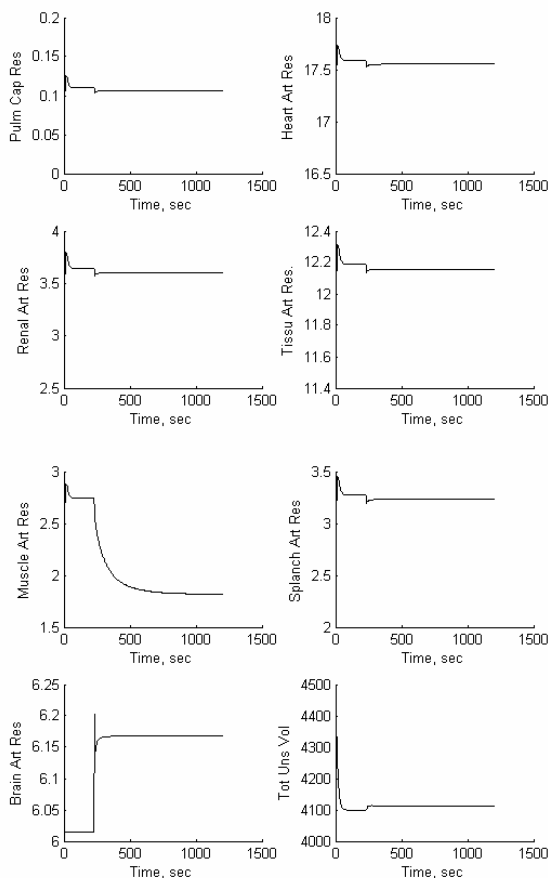 0.2
0.15
0.1
0.05
0
Pulm Cap Res
0 500 1000 1500
Time, sec
18
17.5
17
16.5
Heart Art Res
0 500 1000 1500
Time, sec
4
3.5
3
2.5
Renal Art Res
0 500 1000 1500
Time, sec
12.4
12.2
12
11.8
11.6
11.4
Tissu Art Res.
0 500 1000 1500
Time, sec
3
2.5
2
1.5
Muscle Art Res
0 500 1000 1500
Time, sec
3.5
3
2.5
2
Splanch Art Res
0 500 1000 1500
Time, sec
6.25
6.2
6.15
6.1
6.05
6
Brain Art Res
0 500 1000 1500
Time, sec
4500
4400
4300
4200
4100
4000
Tot Uns Vol
0 500 1000 1500
Time, sec